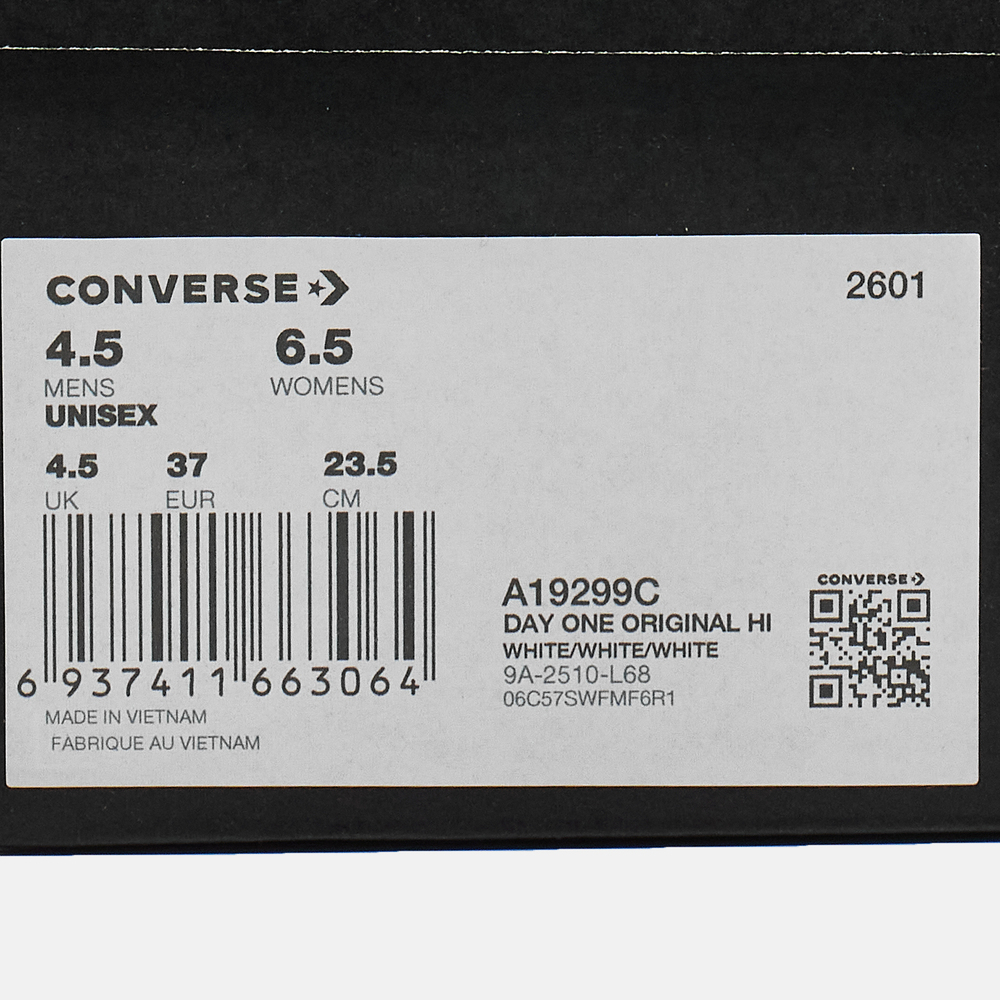 CONVERSE
2601
4.5 6.5
MENS WOMENS
UNISEX
4.5 37 23.5
UK EUR CM
6 937411 663064
MADE IN VIETNAM
FABRIQUE AU VIETNAM
A19299C
DAY ONE ORIGINAL HI
WHITE/WHITE/WHITE
9A-2510-L68
06C57SWFMF6R1
CONVERSE